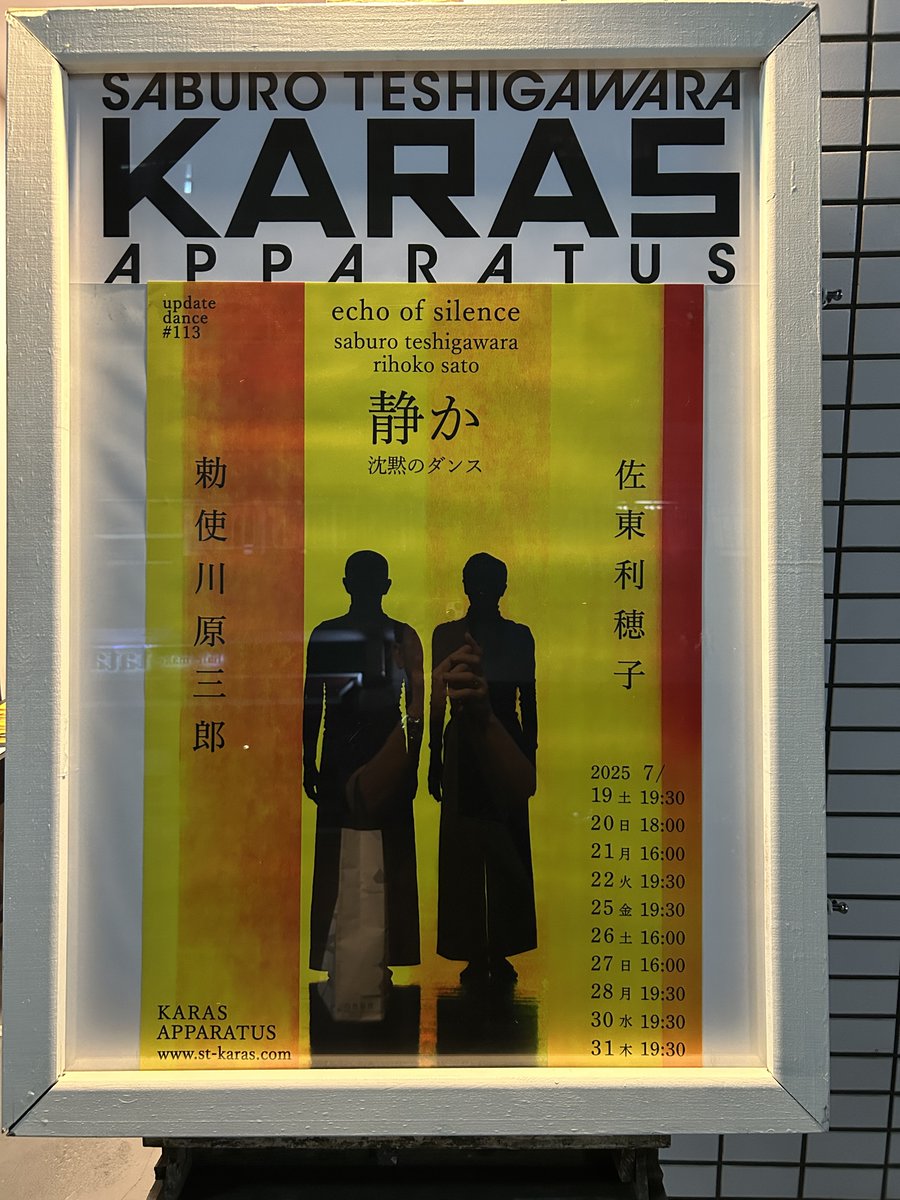 SABURO TESHIGAWARA
KARAS
APPARATUS
update
dance
#113
echo of silence
saburo teshigawara
rihoko sato
静か
沈黙のダンス
勅使川原三郎
佐東利穂子
2025 7/
19 土 19:30
20 日 18:00
21 月 16:00
22 火 19:30
25 金 19:30
26 土 16:00
27 日 16:00
28 月 19:30
30 水 19:30
31 木 19:30
KARAS
APPARATUS
www.st-karas.com